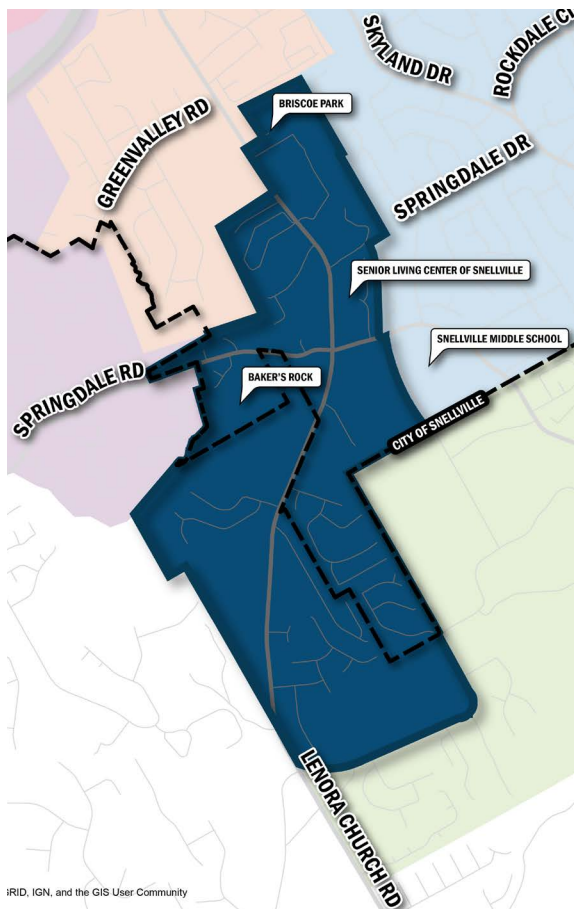 SKYLAND DR
ROCKDALE
BRISCOE PARK
GREENVALLEY RD
SPRINGDALE DR
SENIOR LIVING CENTER OF SNELLVILLE
SNELLVILLE MIDDLE SCHOOL
SPRINGDALE RD
BAKER'S ROCK
CITY OF SNELLVILLE
LENORA CHURCH RD
IGN, and the GIS User Community